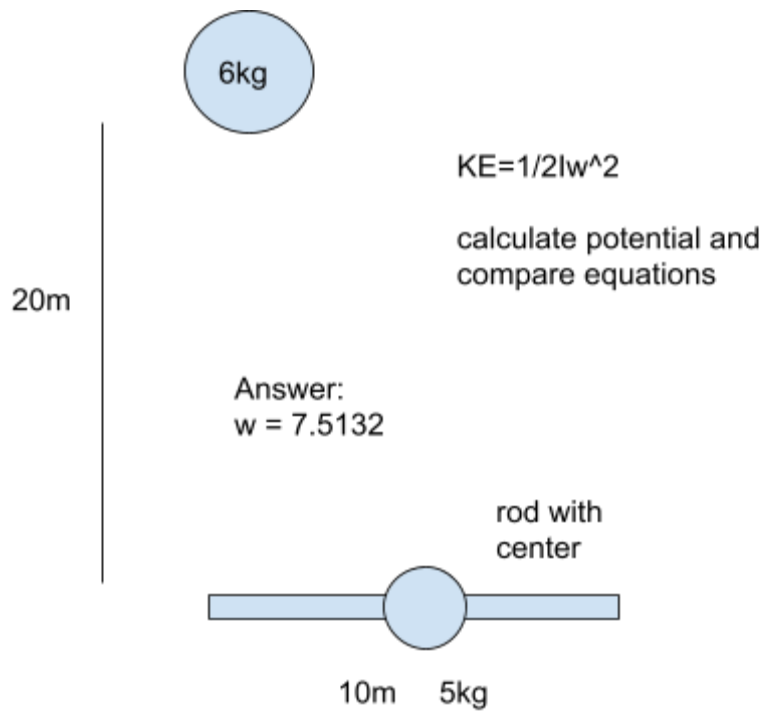 6kg
KE=1/2Iw^2
calculate potential and
compare equations
20m
Answer:
w = 7.5132
rod with
center
10m 5kg